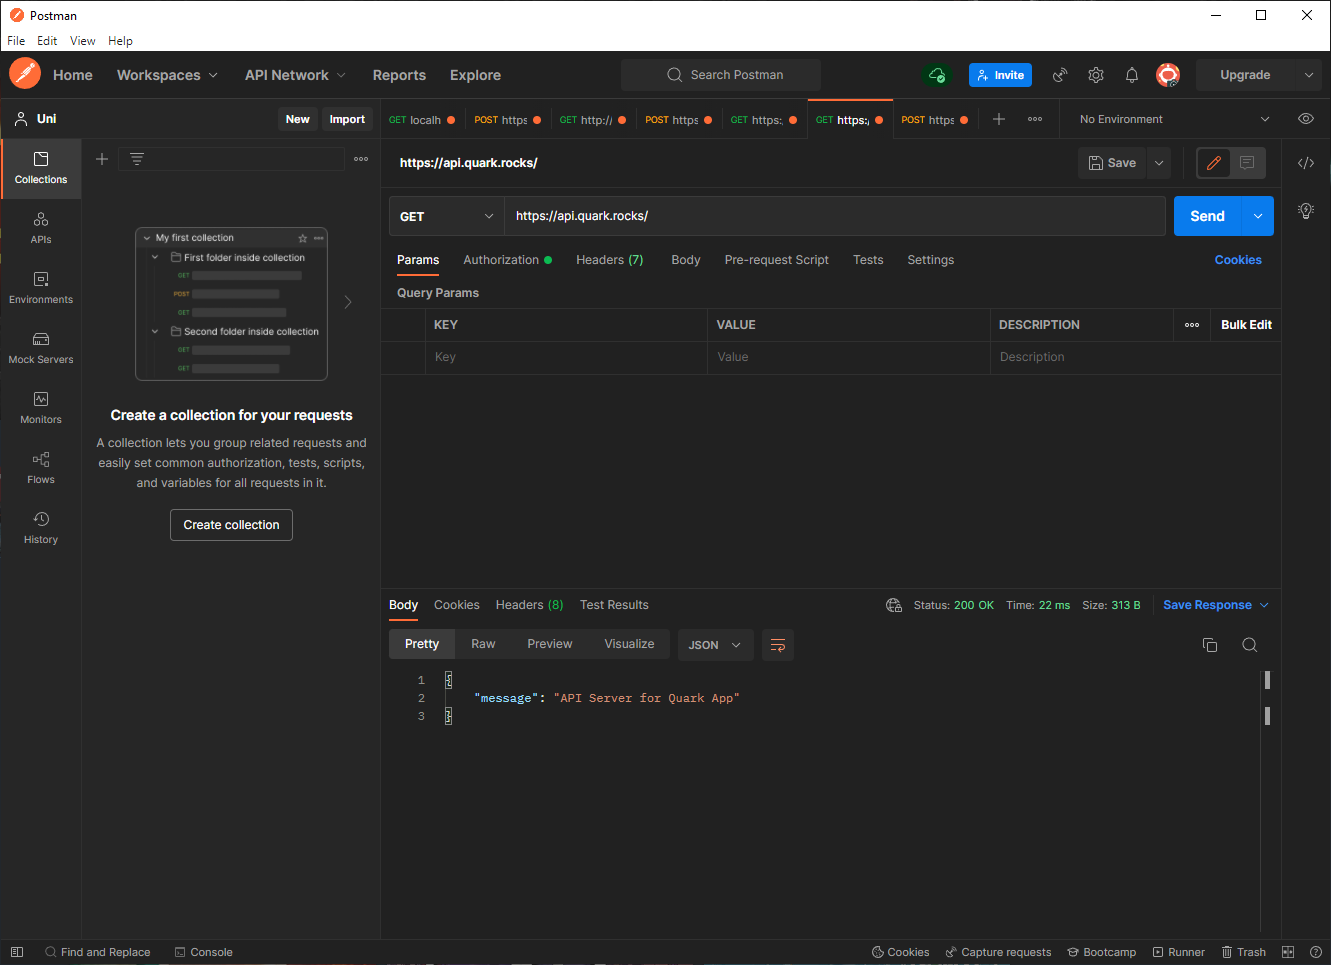 Postman
File Edit View Help
Home Workspaces API Network Reports Explore Search Postman Invite Upgrade
Uni New Import
GET localh POST https GET http:/ POST https GET https: GET https:/ POST https No Environment
Collections
APIs
Environments
Mock Servers
Monitors
Flows
History
My first collection
First folder inside collection
GET
POST
GET
Second folder inside collection
GET
GET
Create a collection for your requests
A collection lets you group related requests and
easily set common authorization, tests, scripts,
and variables for all requests in it.
Create collection
https://api.quark.rocks/ Save
GET https://api.quark.rocks/ Send
Params Authorization Headers (7) Body Pre-request Script Tests Settings Cookies
Query Params
KEY VALUE DESCRIPTION Bulk Edit
Key Value Description
Body Cookies Headers (8) Test Results Status: 200 OK Time: 22 ms Size: 313 B Save Response
Pretty Raw Preview Visualize JSON
1 {
2 "message": "API Server for Quark App"
3 }
Find and Replace Console Cookies Capture requests Bootcamp Runner Trash